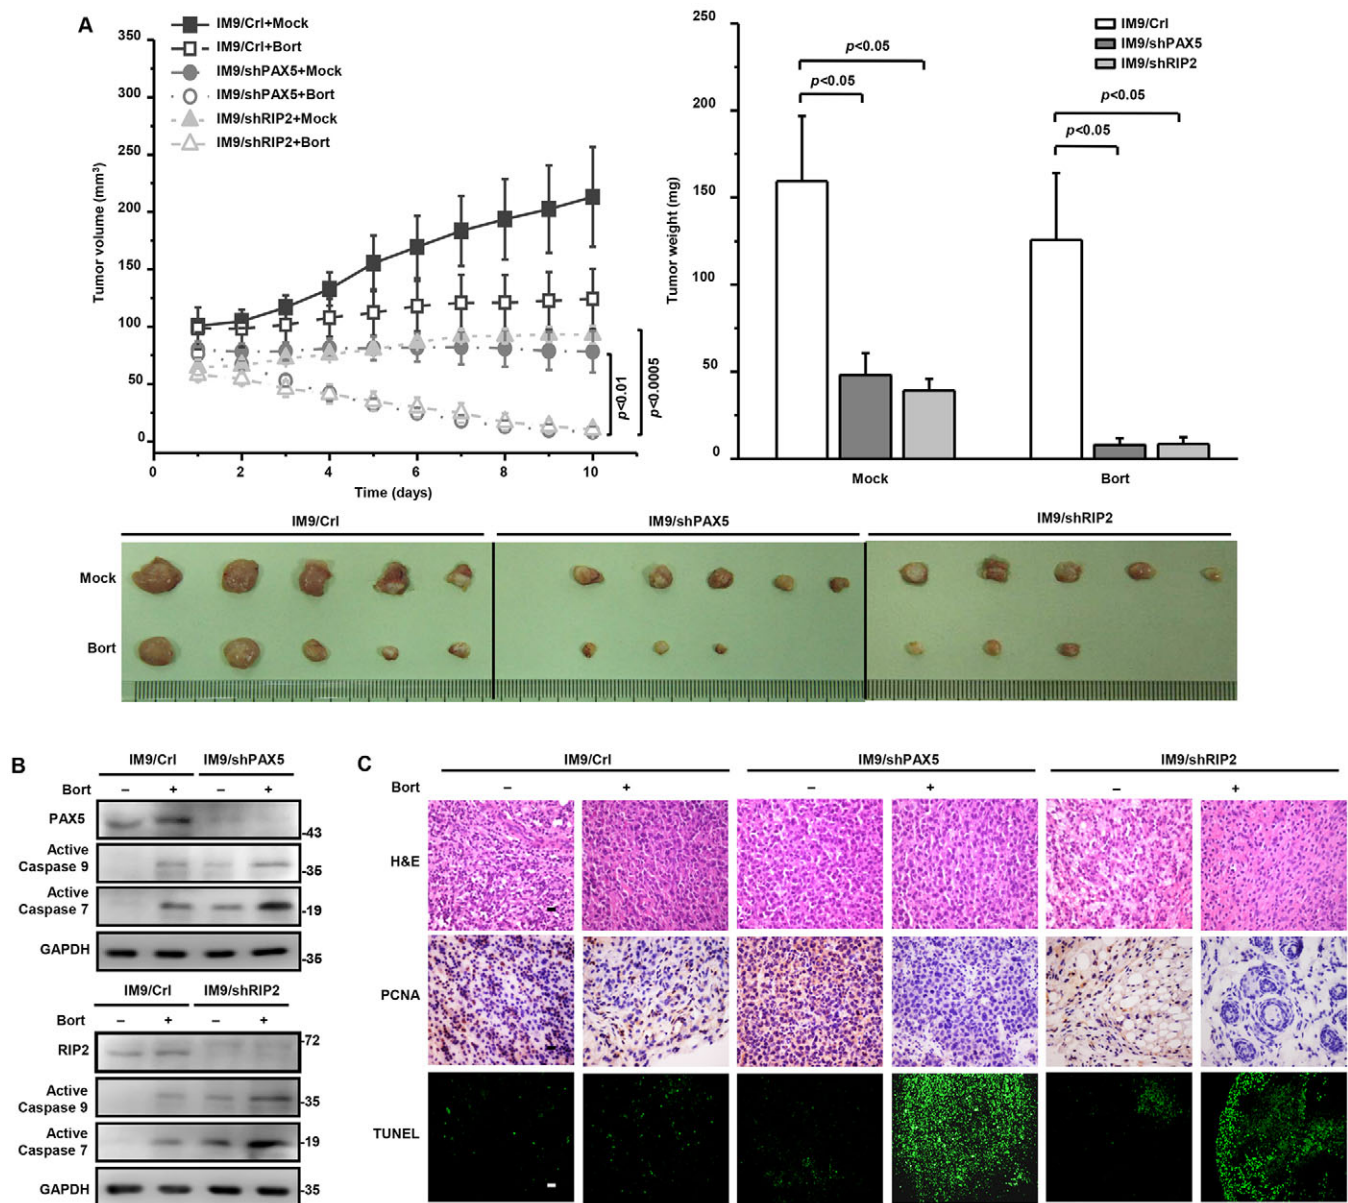 A
IM9/Crl+Mock
IM9/Crl+Bort
IM9/shPAX5+Mock
IM9/shPAX5+Bort
IM9/shRIP2+Mock
IM9/shRIP2+Bort
350
300
250
200
150
100
50
0
Tumor volume (mm³)
0 2 4 6 8 10
Time (days)
p<0.01
p<0.0005
IM9/Crl
IM9/shPAX5
IM9/shRIP2
250
200
150
100
50
0
Tumor weight (mg)
p<0.05
p<0.05
p<0.05
p<0.05
Mock Bort
IM9/Crl IM9/shPAX5 IM9/shRIP2
Mock
Bort
B
IM9/Crl IM9/shPAX5
Bort – + – +
PAX5 -43
Active
Caspase 9 -35
Active
Caspase 7 -19
GAPDH -35
IM9/Crl IM9/shRIP2
Bort – + – +
RIP2 -72
Active
Caspase 9 -35
Active
Caspase 7 -19
GAPDH -35
C
IM9/Crl IM9/shPAX5 IM9/shRIP2
Bort – + – + – +
H&E
PCNA
TUNEL